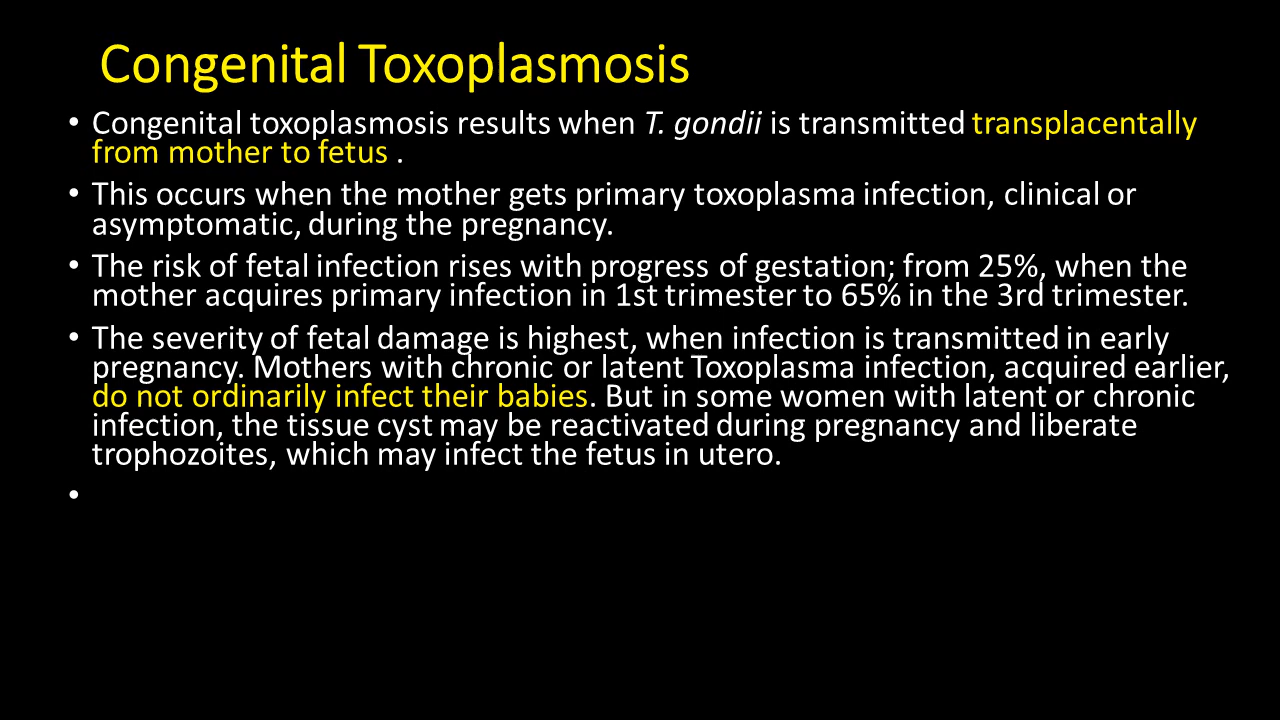 Congenital Toxoplasmosis
• Congenital toxoplasmosis results when T. gondii is transmitted transplacentally
from mother to fetus .
• This occurs when the mother gets primary toxoplasma infection, clinical or
asymptomatic, during the pregnancy.
• The risk of fetal infection rises with progress of gestation; from 25%, when the
mother acquires primary infection in 1st trimester to 65% in the 3rd trimester.
• The severity of fetal damage is highest, when infection is transmitted in early
pregnancy. Mothers with chronic or latent Toxoplasma infection, acquired earlier,
do not ordinarily infect their babies. But in some women with latent or chronic
infection, the tissue cyst may be reactivated during pregnancy and liberate
trophozoites, which may infect the fetus in utero.
•